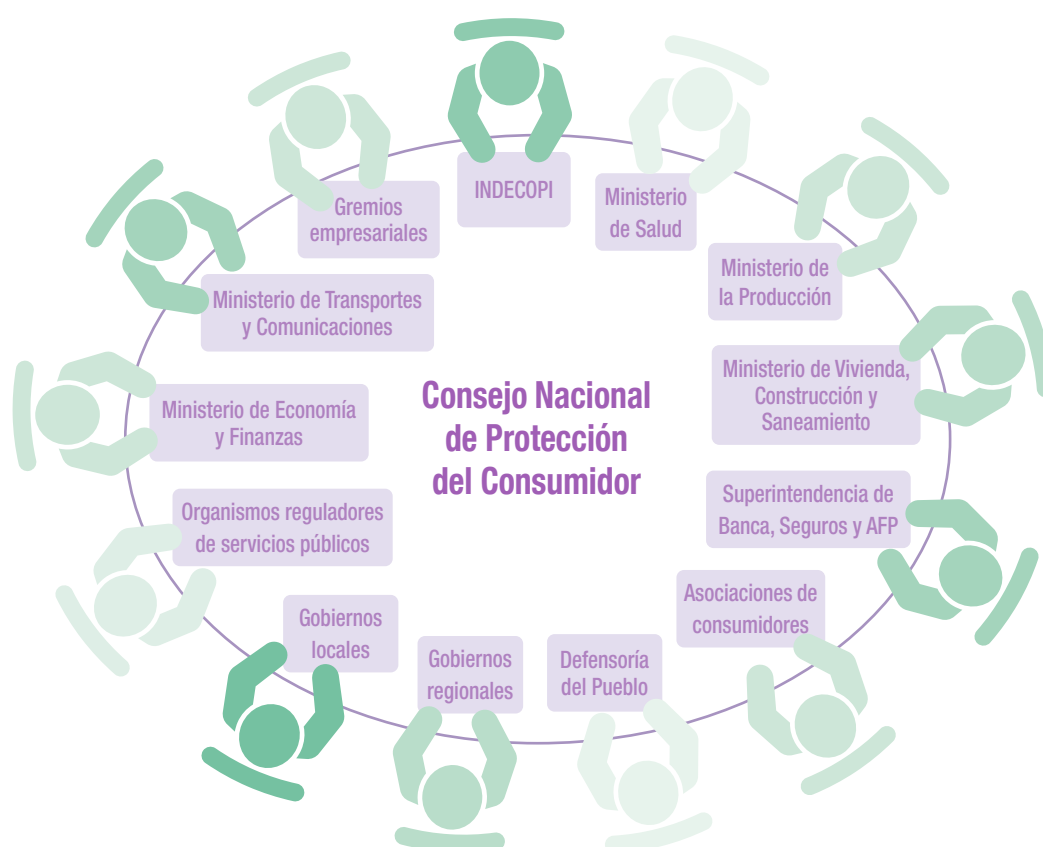 INDECOPI
Ministerio
de Salud
Ministerio de
la Producción
Ministerio de Vivienda,
Construcción y
Saneamiento
Superintendencia de
Banca, Seguros y AFP
Asociaciones de
consumidores
Defensoría
del Pueblo
Gobiernos
regionales
Gobiernos
locales
Organismos reguladores
de servicios públicos
Ministerio de Economía
y Finanzas
Ministerio de Transportes
y Comunicaciones
Gremios
empresariales
Consejo Nacional
de Protección
del Consumidor